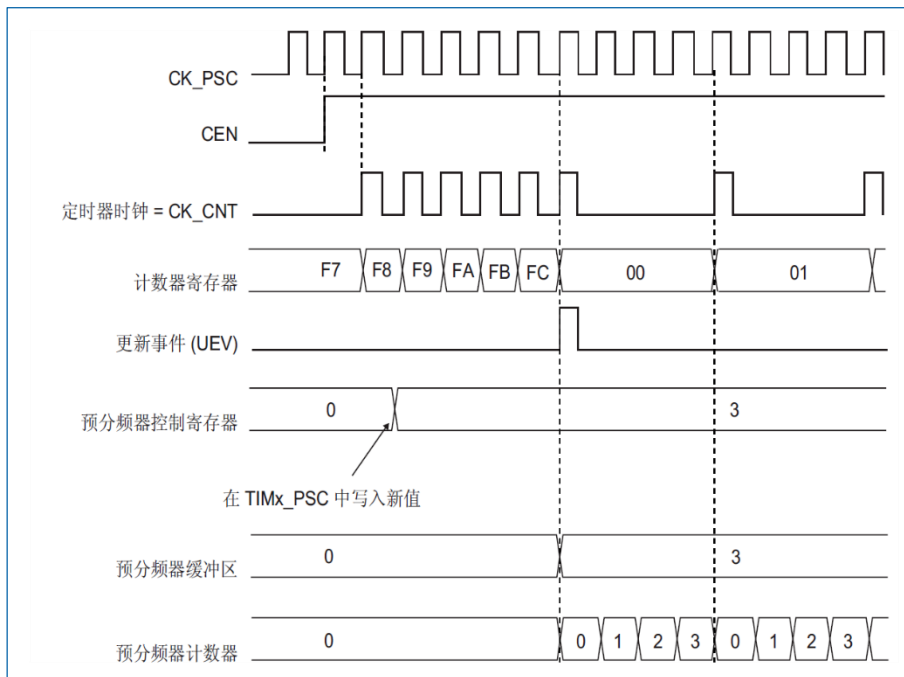 CK_PSC
CEN
定时器时钟 = CK_CNT
计数器寄存器 F7 F8 F9 FA FB FC 00 01
更新事件 (UEV)
预分频器控制寄存器 0 3
在 TIMx_PSC 中写入新值
预分频器缓冲区 0 3
预分频器计数器 0 0 1 2 3 0 1 2 3